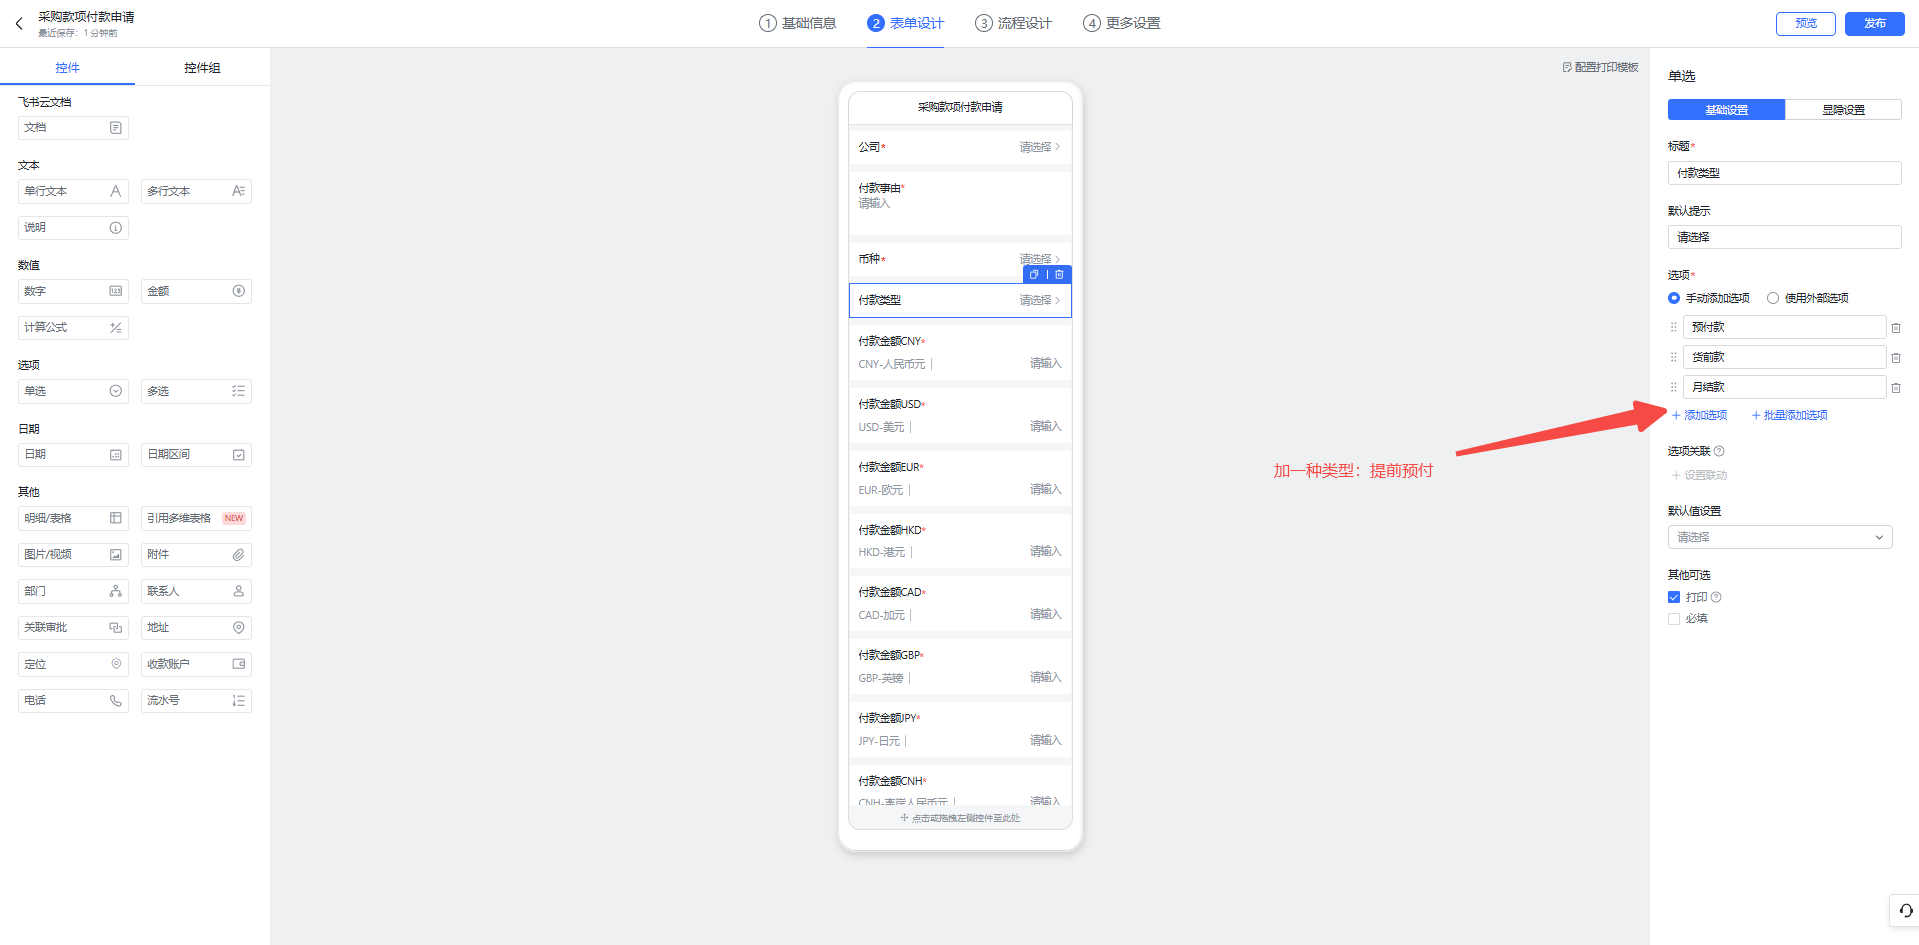 采购款项付款申请
最近保存：1 分钟前
1 基础信息
2 表单设计
3 流程设计
4 更多设置
预览
发布
控件
控件组
飞书云文档
文档
文本
单行文本
多行文本
说明
数值
数字
金额
计算公式
选项
单选
多选
日期
日期
日期区间
其他
明细/表格
引用多维表格 NEW
图片/视频
附件
部门
联系人
关联审批
地址
定位
收款账户
电话
流水号
配置打印模板
采购款项付款申请
公司* 请选择
付款事由*
请输入
币种* 请选择
付款类型 请选择
付款金额CNY*
CNY-人民币元 请输入
付款金额USD*
USD-美元 请输入
付款金额EUR*
EUR-欧元 请输入
付款金额HKD*
HKD-港元 请输入
付款金额CAD*
CAD-加元 请输入
付款金额GBP*
GBP-英镑 请输入
付款金额JPY*
JPY-日元 请输入
付款金额CNH*
CNH-离岸人民币元 请输入
点击或拖拽左侧控件至此处
加一种类型：提前预付
单选
基础设置
显隐设置
标题*
付款类型
默认提示
请选择
选项*
手动添加选项
使用外部选项
预付款
货前款
月结款
+ 添加选项
+ 批量添加选项
选项关联
+ 设置联动
默认值设置
请选择
其他可选
打印
必填